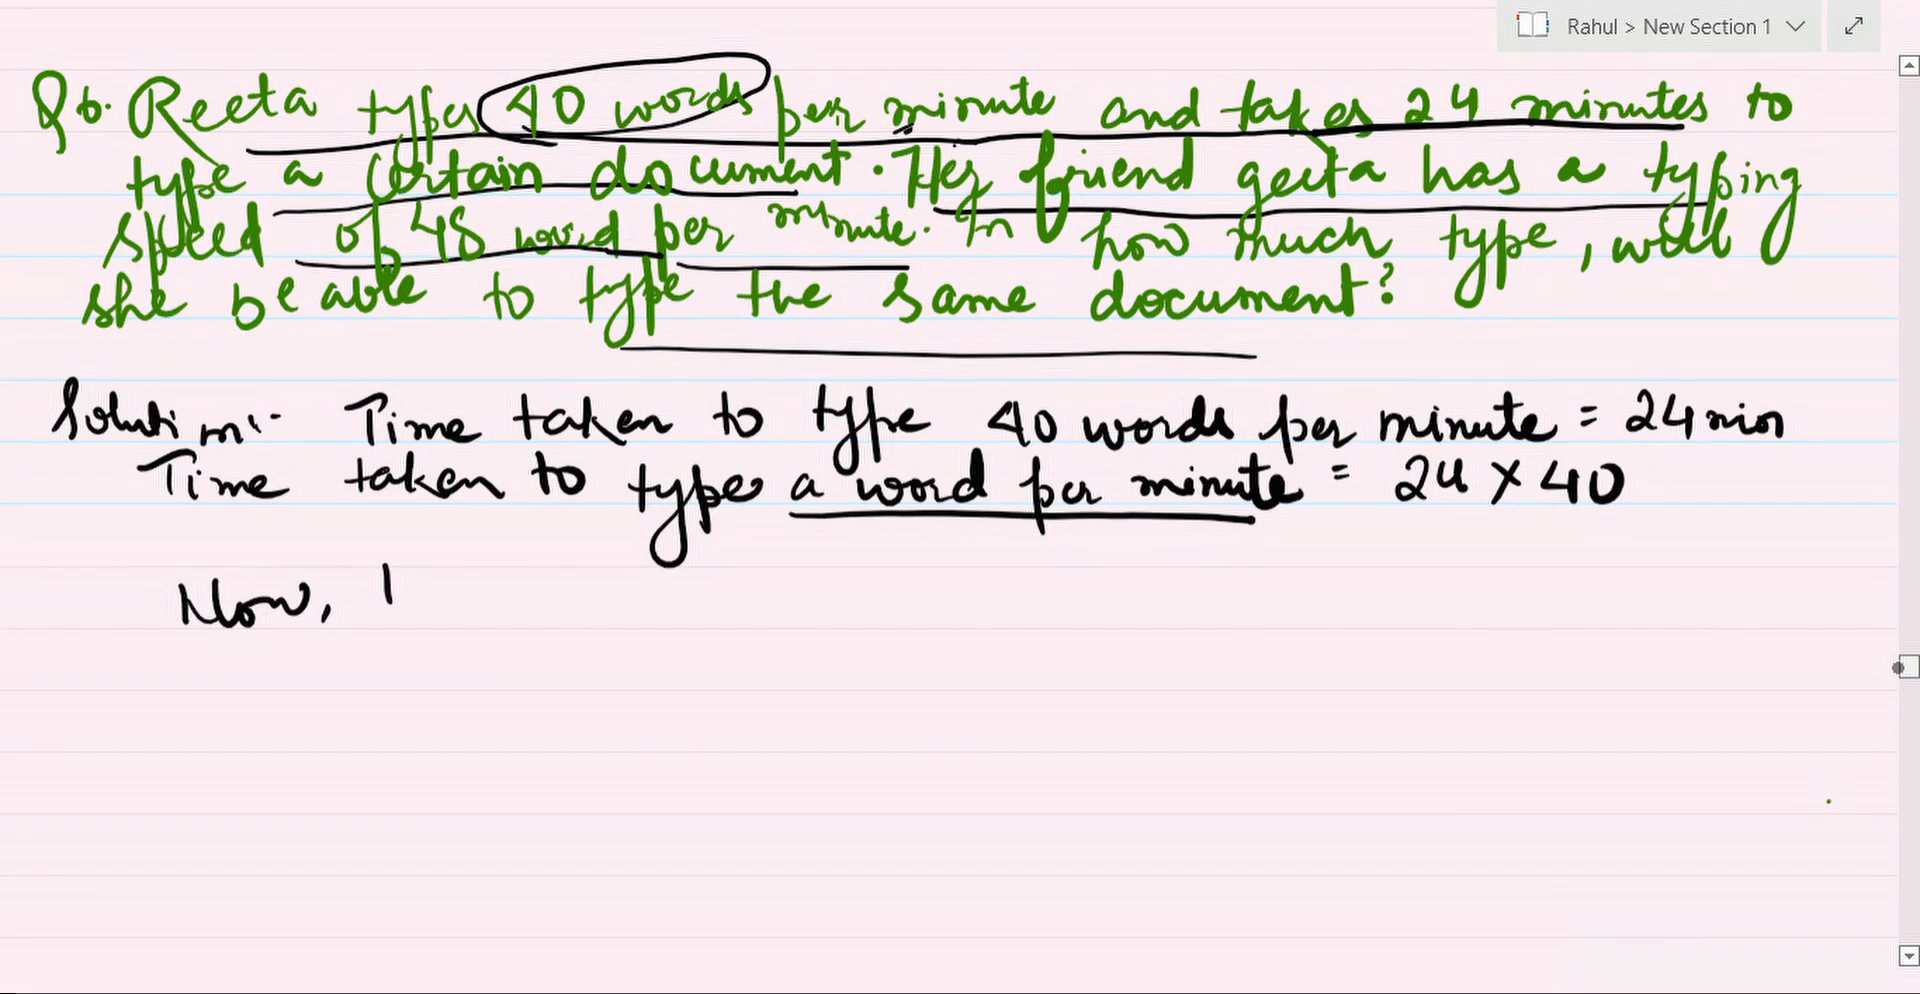 Rahul > New Section 1
Q6. Reeta types 40 words per minute and takes 24 minutes to
type a certain document. Her friend geeta has a typing
speed of 48 word per minute. In how much type, will
she be able to type the same document?
Solution:- Time taken to type 40 words per minute = 24 min
Time taken to type a word per minute = 24 × 40
Now,